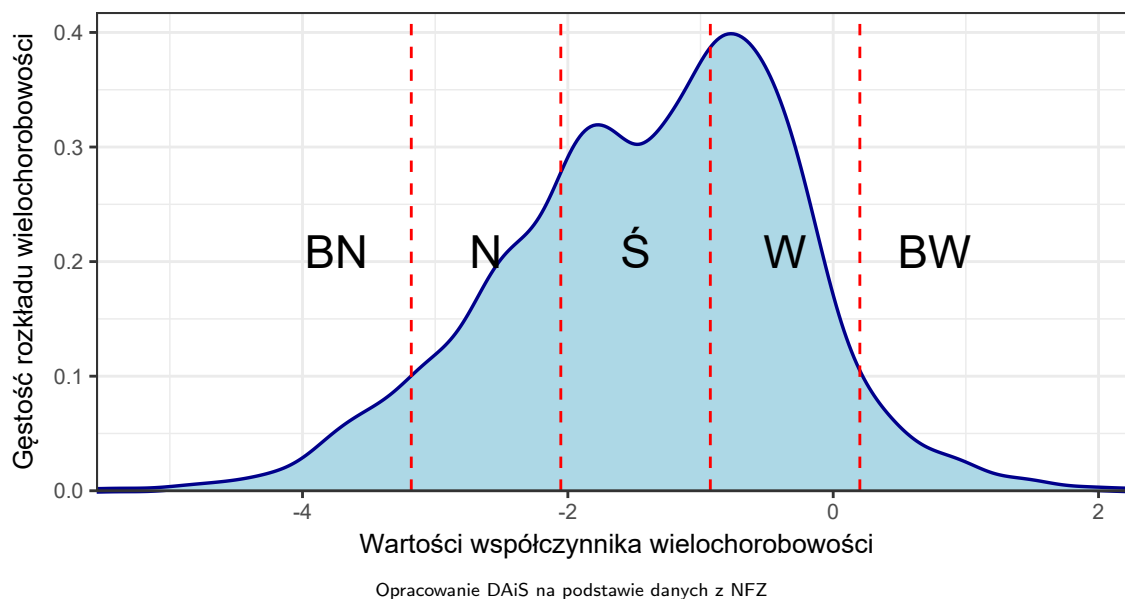 Gęstość rozkładu wielochorobowości
0.4
0.3
0.2
0.1
0.0
BN N Ś W BW
-4 -2 0 2
Wartości współczynnika wielochorobowości
Opracowanie DAiS na podstawie danych z NFZ